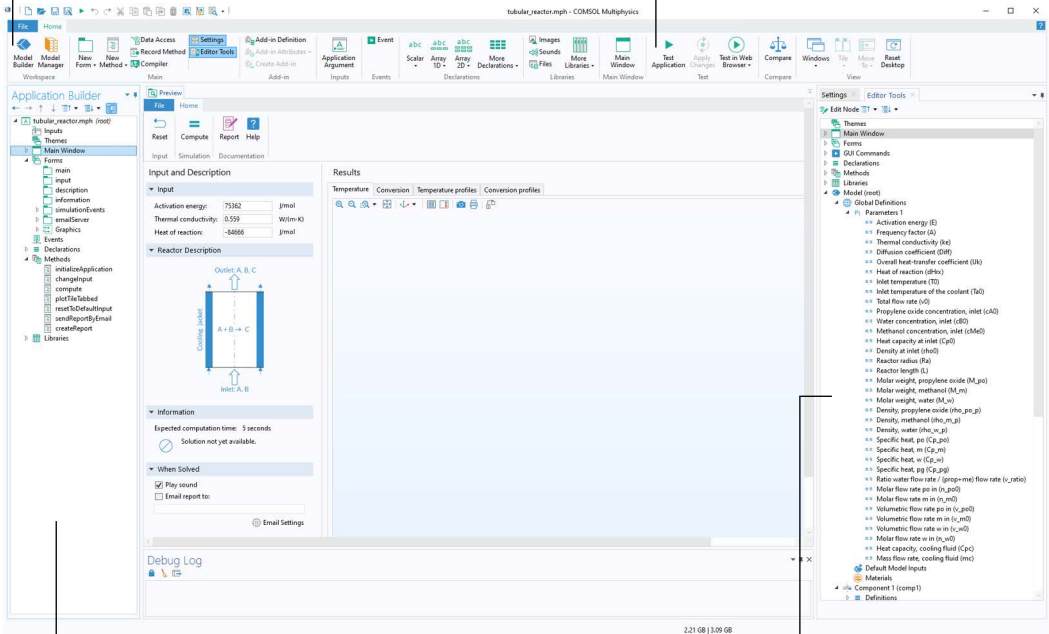 tubular_reactor.mph - COMSOL Multiphysics
File Home
Model Builder
Model Manager
New Form
New Method
Data Access
Record Method
Compiler
Settings
Editor Tools
Add-in Definition
Add-in Attributes
Create Add-in
Application Argument
Event
abc abc abc
Scalar
Array 1D
Array 2D
More Declarations
Images
Sounds
Files
More Libraries
Main Window
Test Application
Apply Changes
Test in Web Browser
Compare
Windows
Tile
Move To
Reset Desktop
Workspace Main Add-in Inputs Events Declarations Libraries Main Window Test Compare View
Application Builder
tubular_reactor.mph (root)
Inputs
Themes
Main Window
Forms
main
input
description
information
simulationEvents
emailServer
Graphics
Events
Declarations
Methods
initializeApplication
changeInput
compute
plotTileTabbed
resetToDefaultInput
sendReportByEmail
createReport
Libraries
Preview
File Home
Reset Compute Report Help
Input Simulation Documentation
Input and Description
Input
Activation energy: 75362 J/mol
Thermal conductivity: 0.559 W/(m·K)
Heat of reaction: -84666 J/mol
Reactor Description
Outlet: A, B, C
Cooling jacket
A + B → C
Inlet: A, B
Information
Expected computation time: 5 seconds
Solution not yet available.
When Solved
Play sound
Email report to:
Email Settings
Results
Temperature Conversion Temperature profiles Conversion profiles
Debug Log
Settings Editor Tools
Edit Node
Themes
Main Window
Forms
GUI Commands
Declarations
Methods
Libraries
Model (root)
Global Definitions
Pi Parameters 1
Activation energy (E)
Frequency factor (A)
Thermal conductivity (ke)
Diffusion coefficient (Diff)
Overall heat-transfer coefficient (Uk)
Heat of reaction (dHrx)
Inlet temperature (T0)
Inlet temperature of the coolant (Ta0)
Total flow rate (v0)
Propylene oxide concentration, inlet (cA0)
Water concentration, inlet (cB0)
Methanol concentration, inlet (cMe0)
Heat capacity at inlet (Cp0)
Density at inlet (rho0)
Reactor radius (Ra)
Reactor length (L)
Molar weight, propylene oxide (M_po)
Molar weight, methanol (M_m)
Molar weight, water (M_w)
Density, propylene oxide (rho_po_p)
Density, methanol (rho_m_p)
Density, water (rho_w_p)
Specific heat, po (Cp_po)
Specific heat, m (Cp_m)
Specific heat, w (Cp_w)
Specific heat, pg (Cp_pg)
Ratio water flow rate / (prop+me) flow rate (v_ratio)
Molar flow rate po in (n_po0)
Molar flow rate m in (n_m0)
Volumetric flow rate po in (v_po0)
Volumetric flow rate m in (v_m0)
Volumetric flow rate w in (v_w0)
Molar flow rate w in (n_w0)
Heat capacity, cooling fluid (Cpc)
Mass flow rate, cooling fluid (mc)
Default Model Inputs
Materials
Component 1 (comp1)
Definitions
2.21 GB | 3.09 GB